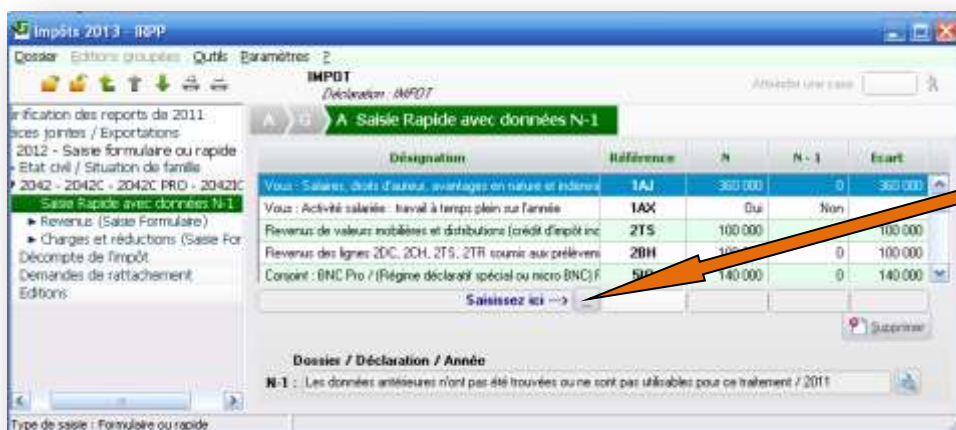 Impôts 2013 - IRPP
Dossier Editions groupées Outils Paramètres ?
IMPOT
Déclaration : IMPOT
Atteindre une case
rification des reports de 2011
èces jointes / Exportations
2012 - Saisie formulaire ou rapide
Etat civil / Situation de famille
2042 - 2042C - 2042C PRO - 2042IC
Saisie Rapide avec données N-1
Revenus (Saisie Formulaire)
Charges et réductions (Saisie For
Décompte de l'impôt
Demandes de rattachement
Editions
A G A Saisie Rapide avec données N-1
Désignation Référence N N - 1 Ecart
Vous : Salaires, droits d'auteur, avantages en nature et indemni 1AJ 360 000 0 360 000
Vous : Activité salariée : travail à temps plein sur l'année 1AX Oui Non
Revenus de valeurs mobilières et distributions (crédit d'impôt inc 2TS 100 000 100 000
Revenus des lignes 2DC, 2CH, 2TS, 2TR soumis aux prélèvem 2BH 0 100 000
Conjoint : BNC Pro / (Régime déclaratif spécial ou micro BNC) F 140 000 0 140 000
Saisissez ici --> ...
Supprimer
Dossier / Déclaration / Année
N-1 : Les données antérieures n'ont pas été trouvées ou ne sont pas utilisables pour ce traitement / 2011
Type de saisie : Formulaire ou rapide